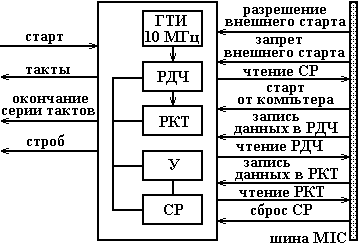 старт
такты
окончание
серии тактов
строб
ГТИ
10 МГц
РДЧ
РКТ
У
СР
разрешение
внешнего старта
запрет
внешнего старта
чтение СР
старт
от компьтера
запись
данных в РДЧ
чтение РДЧ
запись
данных в РКТ
чтение РКТ
сброс СР
шина MIC